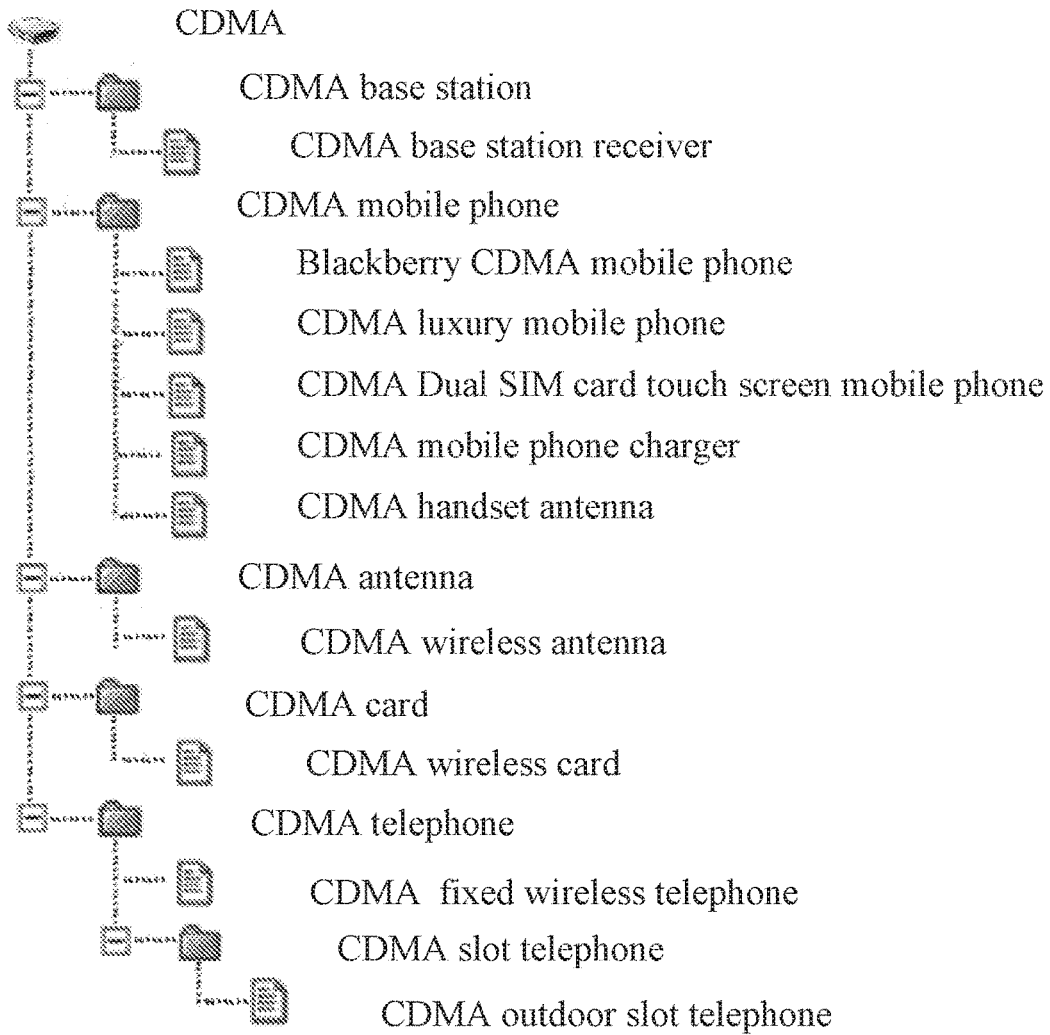 CDMA
CDMA base station
CDMA base station receiver
CDMA mobile phone
Blackberry CDMA mobile phone
CDMA luxury mobile phone
CDMA Dual SIM card touch screen mobile phone
CDMA mobile phone charger
CDMA handset antenna
CDMA antenna
CDMA wireless antenna
CDMA card
CDMA wireless card
CDMA telephone
CDMA fixed wireless telephone
CDMA slot telephone
CDMA outdoor slot telephone